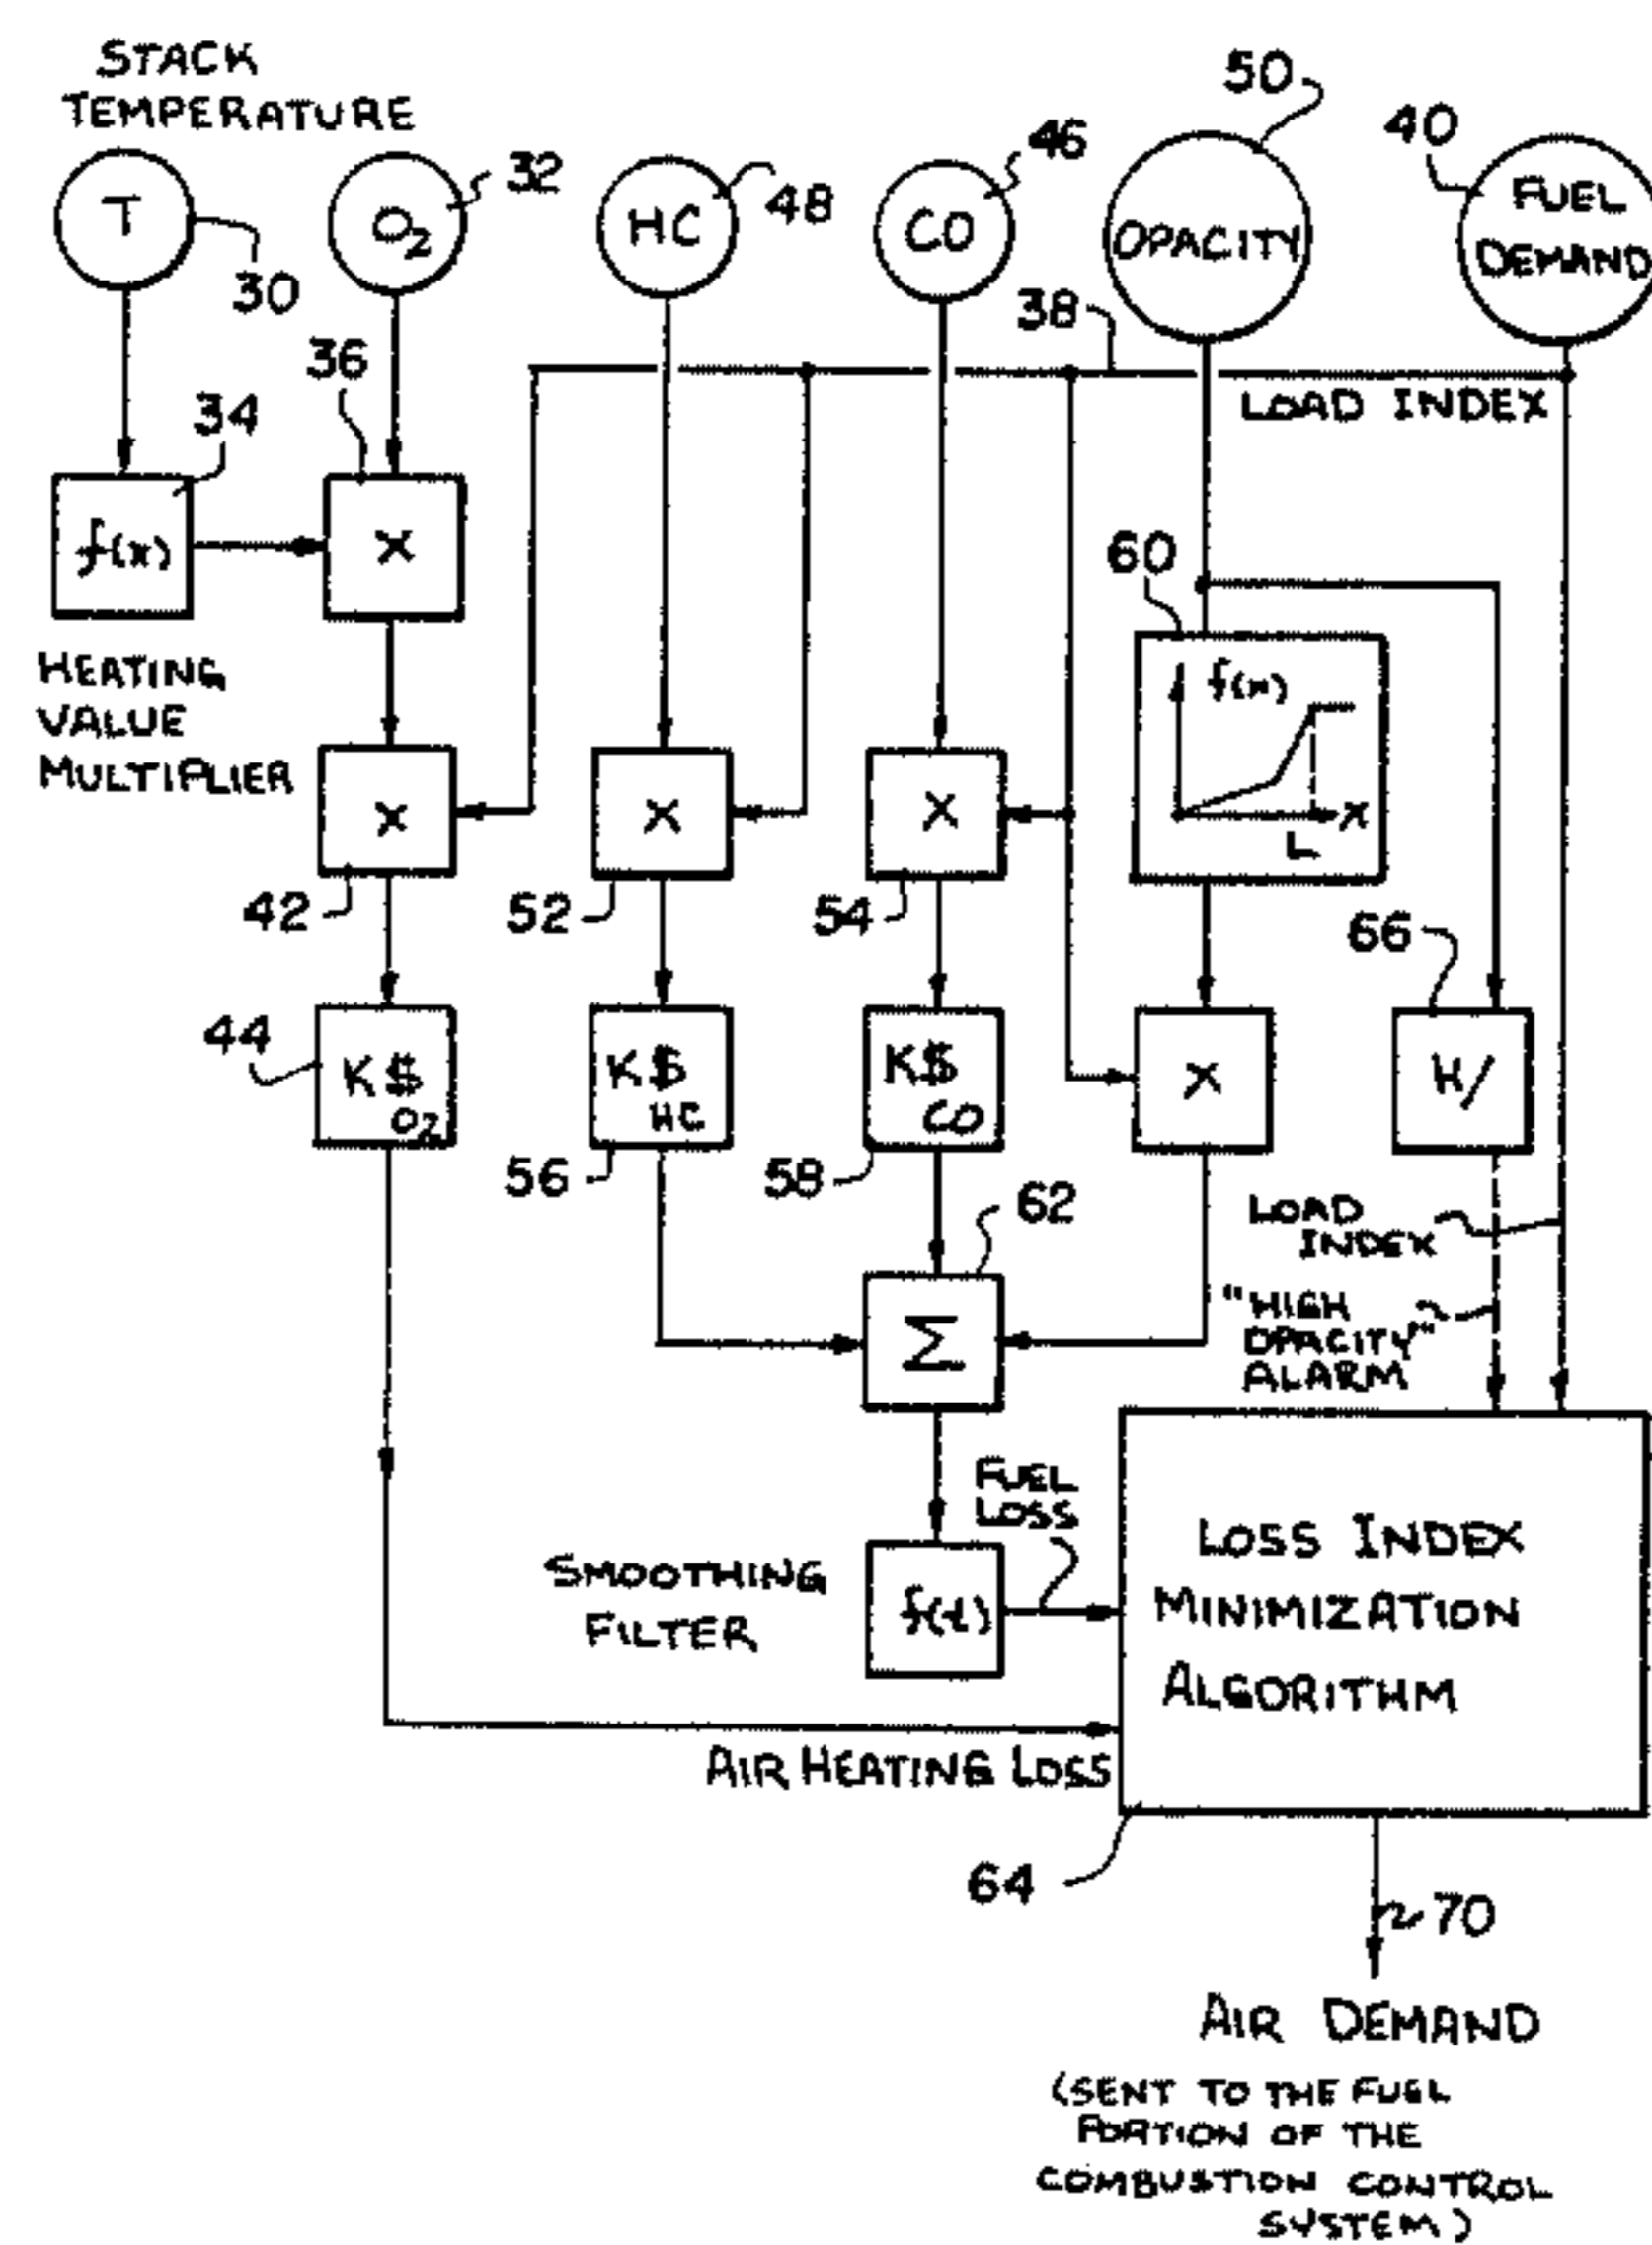 STACK
TEMPERATURE
50
40
T
30
O2
32
HC
48
CO
46
OPACITY
FUEL
DEMAND
38
LOAD INDEX
36
34
f(x)
X
60
HEATING
VALUE
MULTIPLIER
f(x)
X
L
X
X
X
42
52
54
66
44
K$
O2
K$
HC
K$
CO
X
H/
56
58
62
LOAD
INDEX
"HIGH
OPACITY"
ALARM
Σ
FUEL
LOSS
SMOOTHING
FILTER
f(t)
LOSS INDEX
MINIMIZATION
ALGORITHM
AIR HEATING LOSS
64
70
AIR DEMAND
(SENT TO THE FUEL
PORTION OF THE
COMBUSTION CONTROL
SYSTEM)